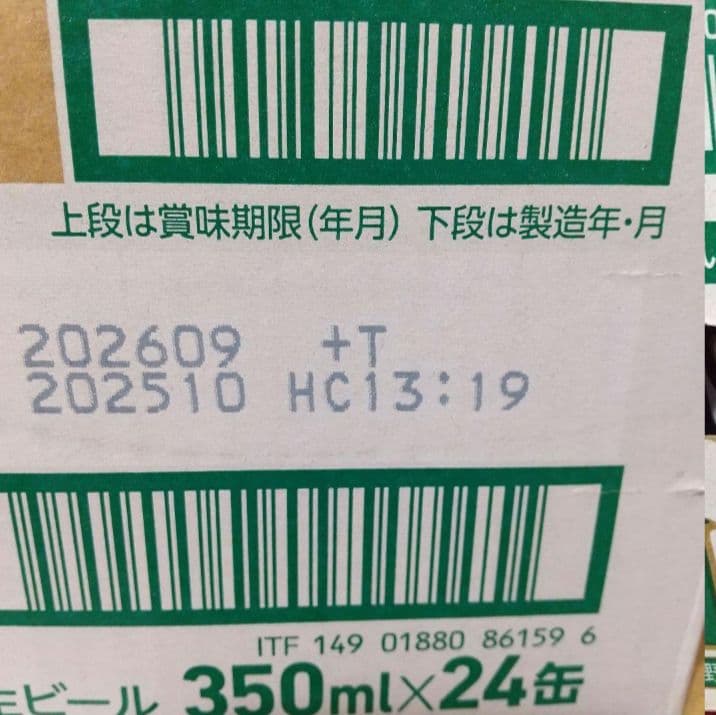 上段は賞味期限(年月) 下段は製造年・月
202609 +T
202510 HC13:19
ITF 149 01880 86159 6
生ビール 350ml×24缶